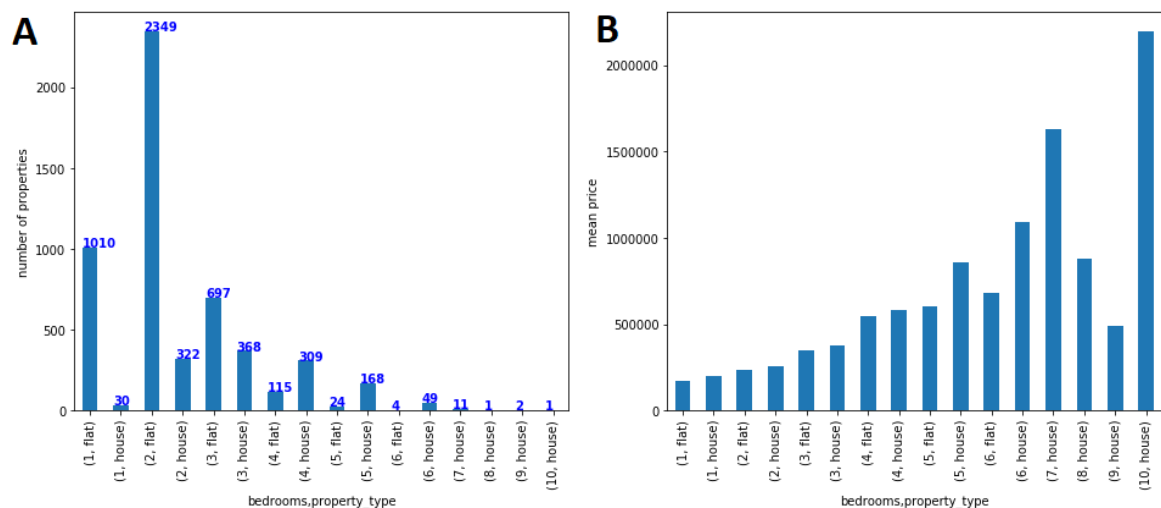 A
2349
2000
1500
1010
1000
697
500
322
368
309
115
168
30
24
4
49
11
1
2
1
0
number of properties
(1, flat)
(1, house)
(2, flat)
(2, house)
(3, flat)
(3, house)
(4, flat)
(4, house)
(5, flat)
(5, house)
(6, flat)
(6, house)
(7, house)
(8, house)
(9, house)
(10, house)
bedrooms,property_type
B
2000000
1500000
1000000
500000
0
mean price
(1, flat)
(1, house)
(2, flat)
(2, house)
(3, flat)
(3, house)
(4, flat)
(4, house)
(5, flat)
(5, house)
(6, flat)
(6, house)
(7, house)
(8, house)
(9, house)
(10, house)
bedrooms,property_type